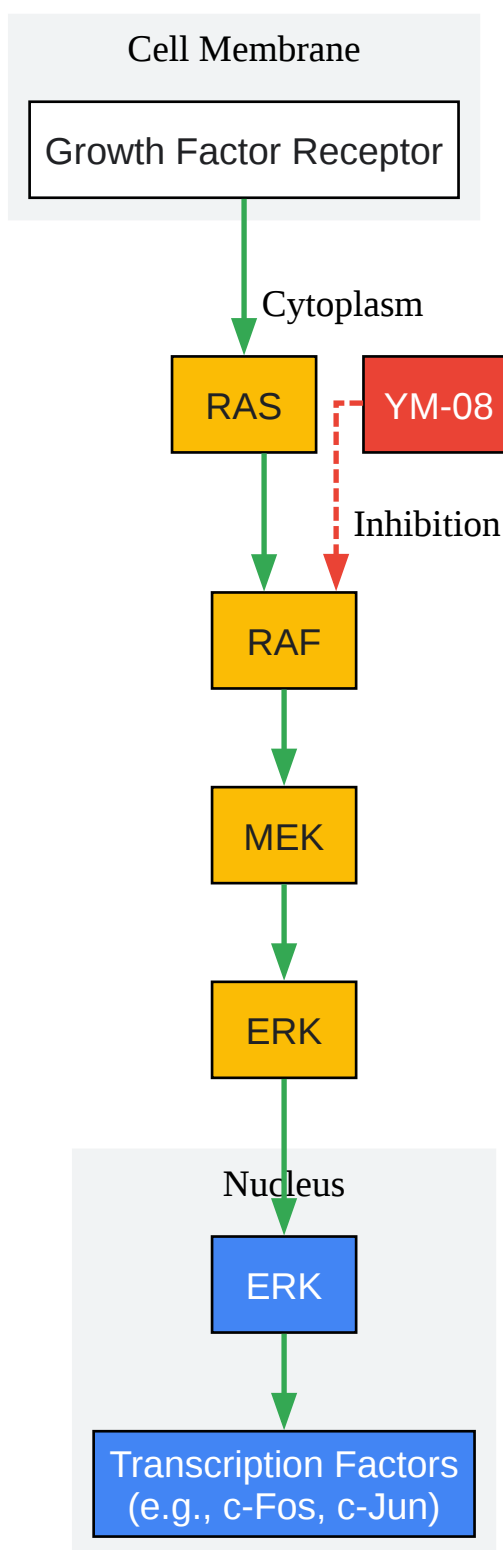 Cell Membrane
Growth Factor Receptor
Cytoplasm
RAS
YM-08
Inhibition
RAF
MEK
ERK
Nucleus
ERK
Transcription Factors
(e.g., c-Fos, c-Jun)